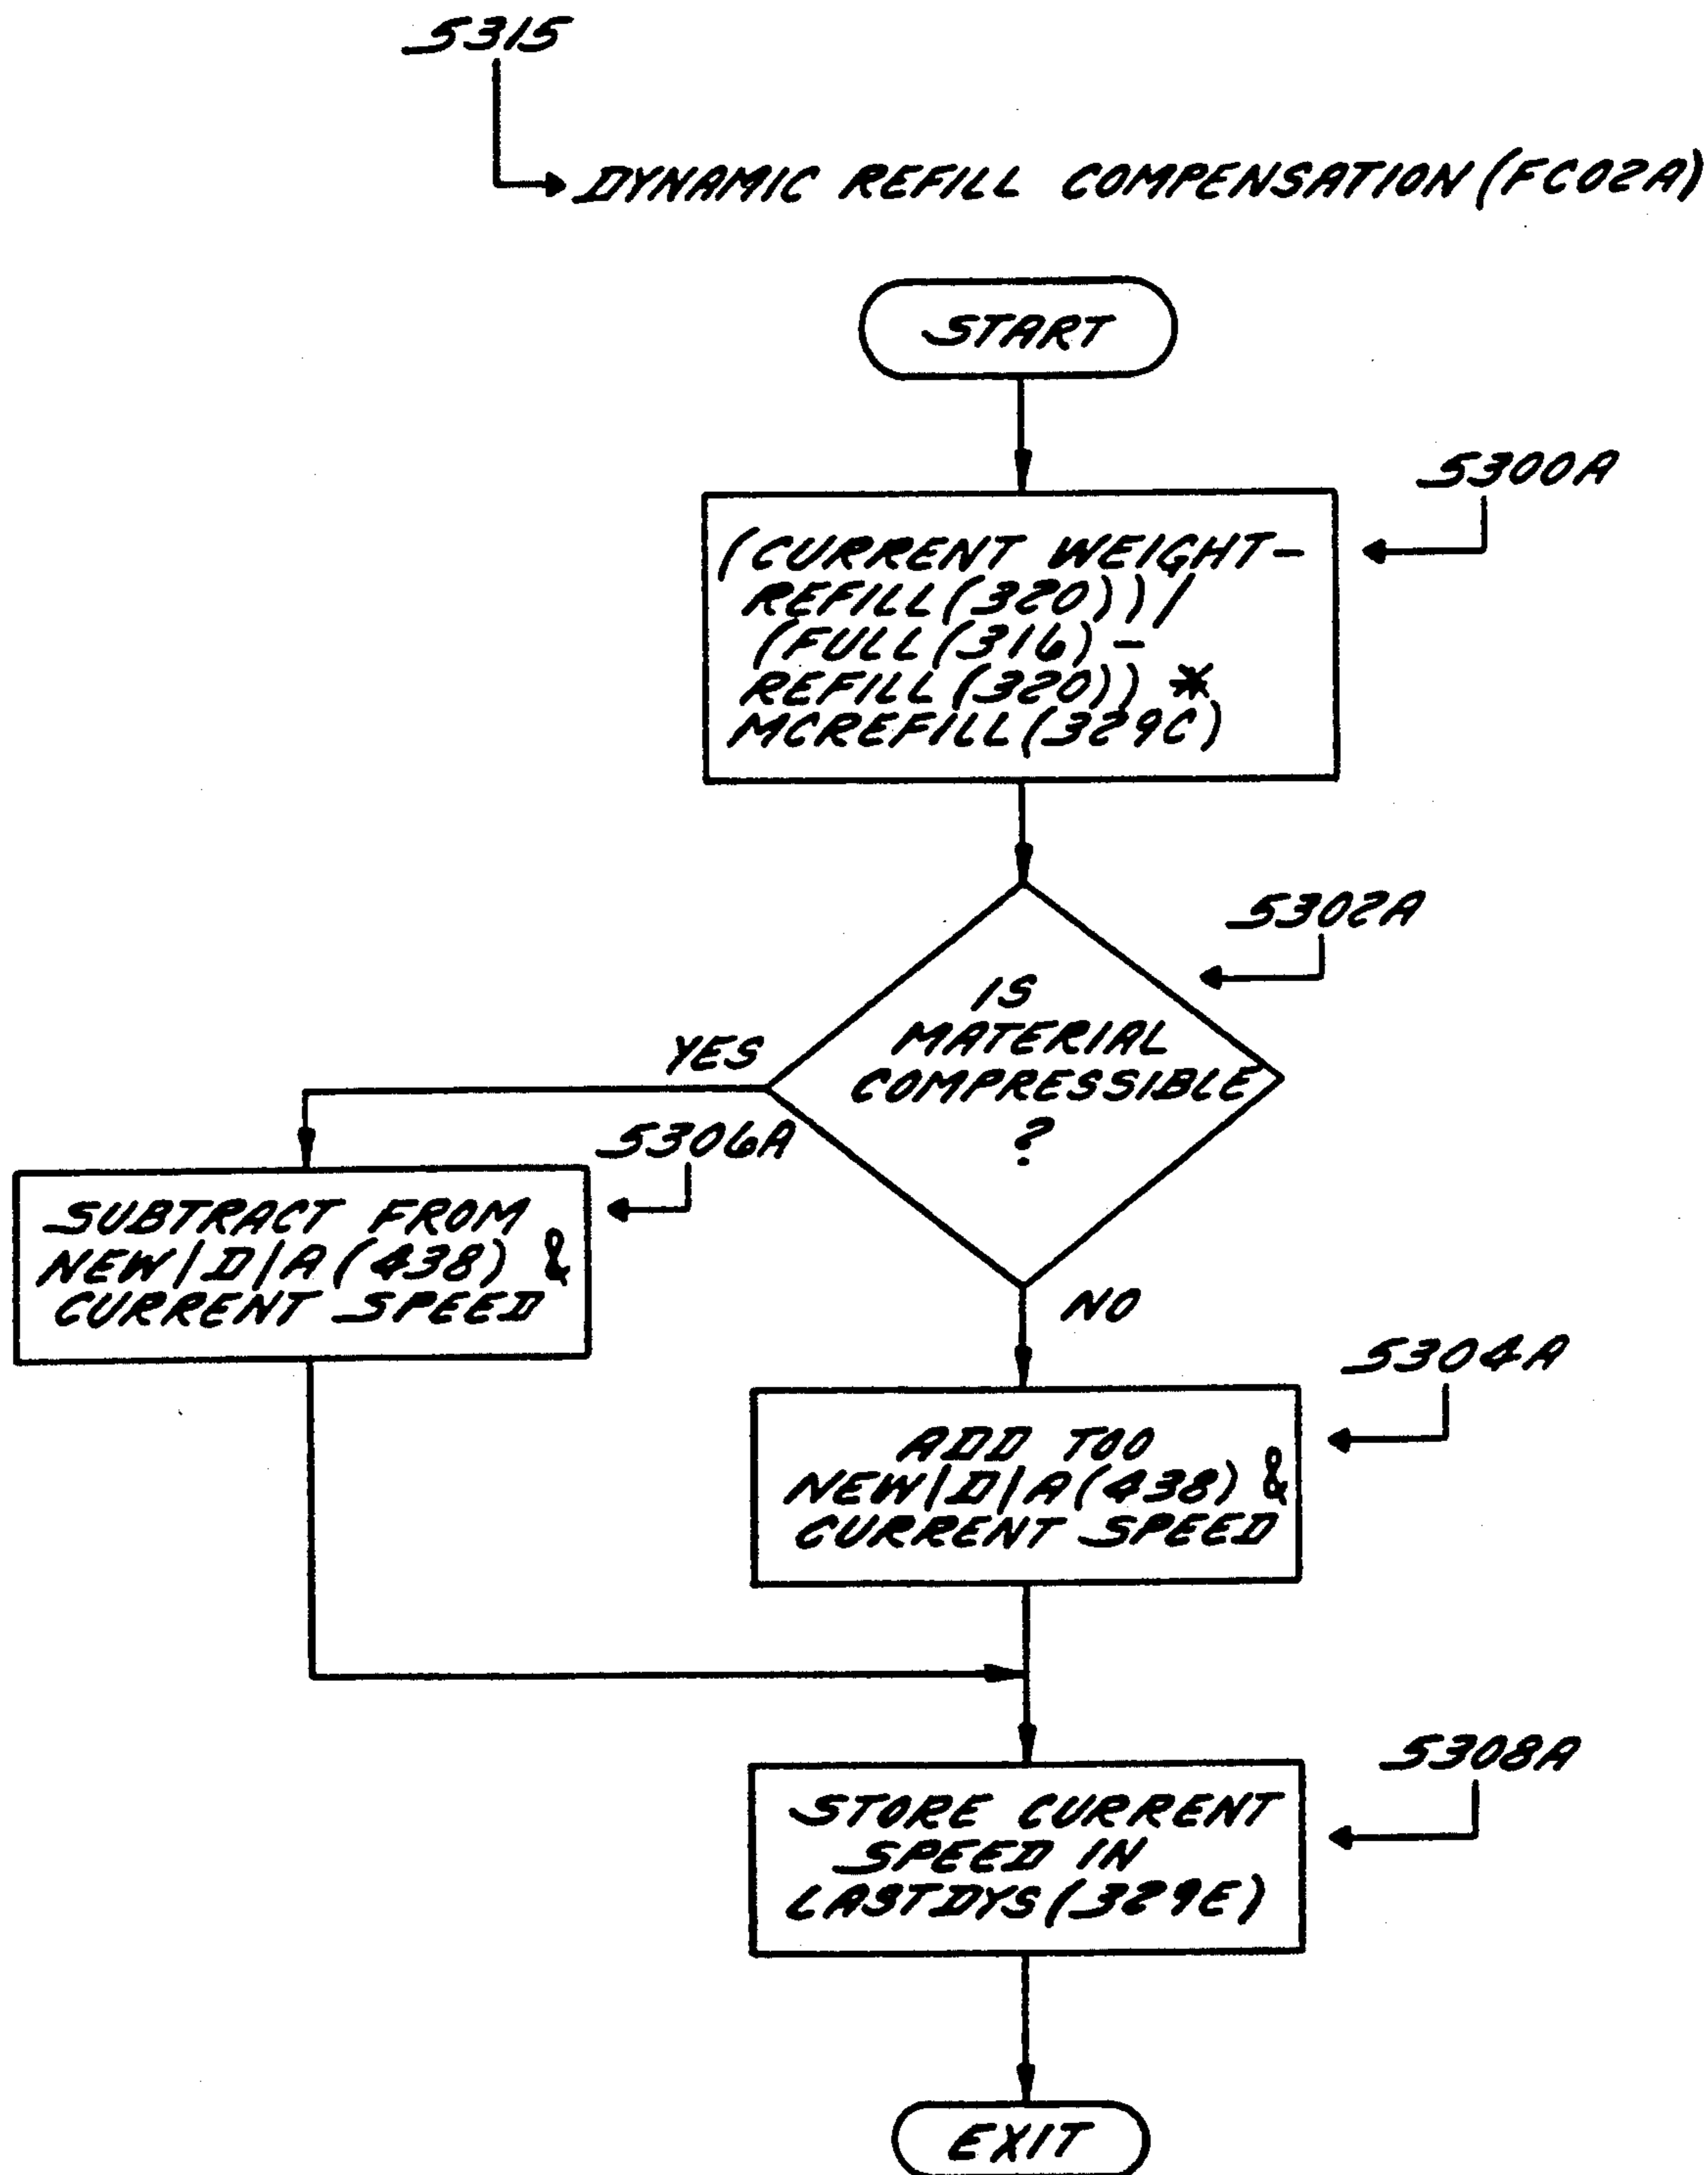 S315
DYNAMIC REFILL COMPENSATION (FC02A)
START
S300A
(CURRENT WEIGHT-
REFILL(320))/
(FULL(316)-
REFILL(320)) *
MCREFILL(329C)
S302A
IS
MATERIAL
COMPRESSIBLE
?
YES
S306A
SUBTRACT FROM
NEW|D|A(438) &
CURRENT SPEED
NO
S304A
ADD TOO
NEW|D|A(438) &
CURRENT SPEED
S308A
STORE CURRENT
SPEED IN
LASTDYS(329E)
EXIT